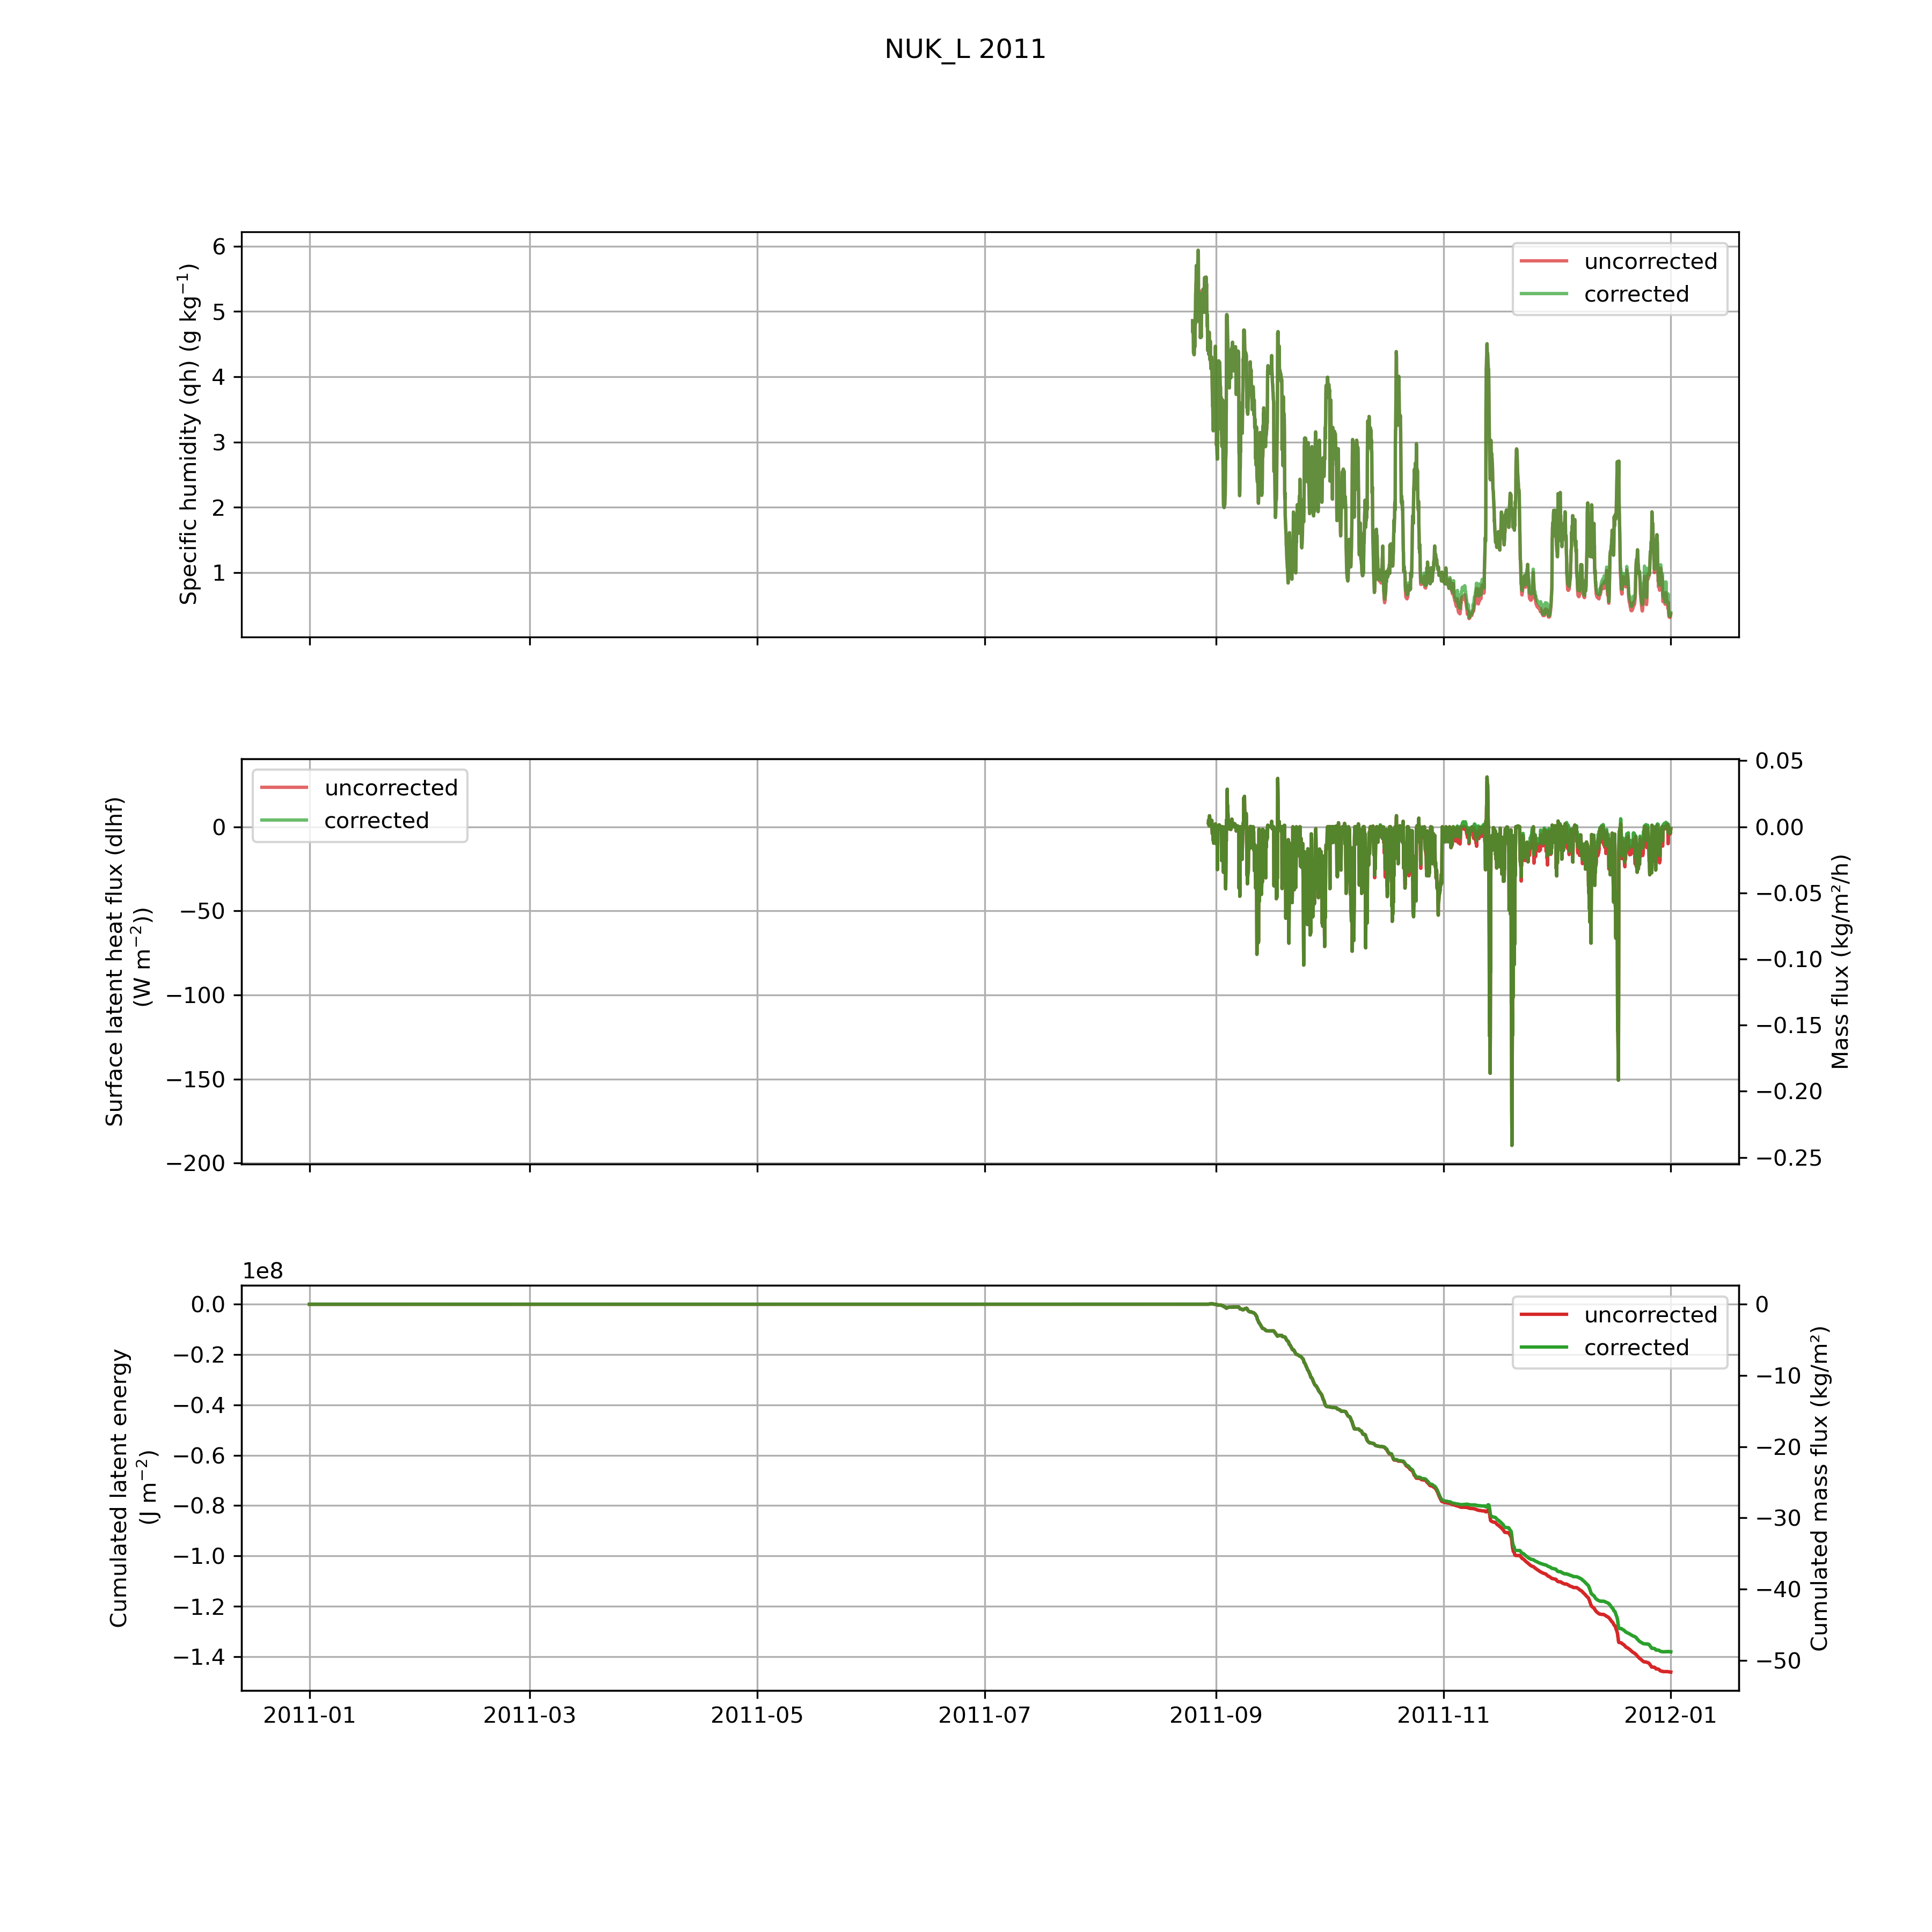 NUK_L 2011
Specific humidity (qh) (g kg⁻¹)
6
5
4
3
2
1
uncorrected
corrected
Surface latent heat flux (dlhf)
(W m⁻²))
0
−50
−100
−150
−200
uncorrected
corrected
0.05
0.00
−0.05
−0.10
−0.15
−0.20
−0.25
Mass flux (kg/m²/h)
1e8
Cumulated latent energy
(J m⁻²)
0.0
−0.2
−0.4
−0.6
−0.8
−1.0
−1.2
−1.4
uncorrected
corrected
0
−10
−20
−30
−40
−50
Cumulated mass flux (kg/m²)
2011-01 2011-03 2011-05 2011-07 2011-09 2011-11 2012-01